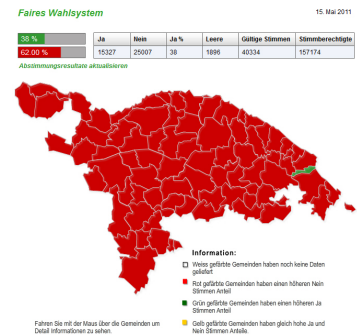 Faires Wahlsystem
15. Mai 2011
38 %
62.00 %
Ja Nein Ja % Leere Gültige Stimmen Stimmberechtigte
15327 25007 38 1896 40334 157174
Abstimmungsresultate aktualisieren
Information:
Weiss gefärbte Gemeinden haben noch keine Daten
geliefert
Rot gefärbte Gemeinden haben einen höheren Nein
Stimmen Anteil
Grün gefärbte Gemeinden haben einen höheren Ja
Stimmen Anteil
Gelb gefärbte Gemeinden haben gleich hohe Ja und
Nein Stimmen Anteile.
Fahren Sie mit der Maus über die Gemeinden um
Detail Informationen zu sehen